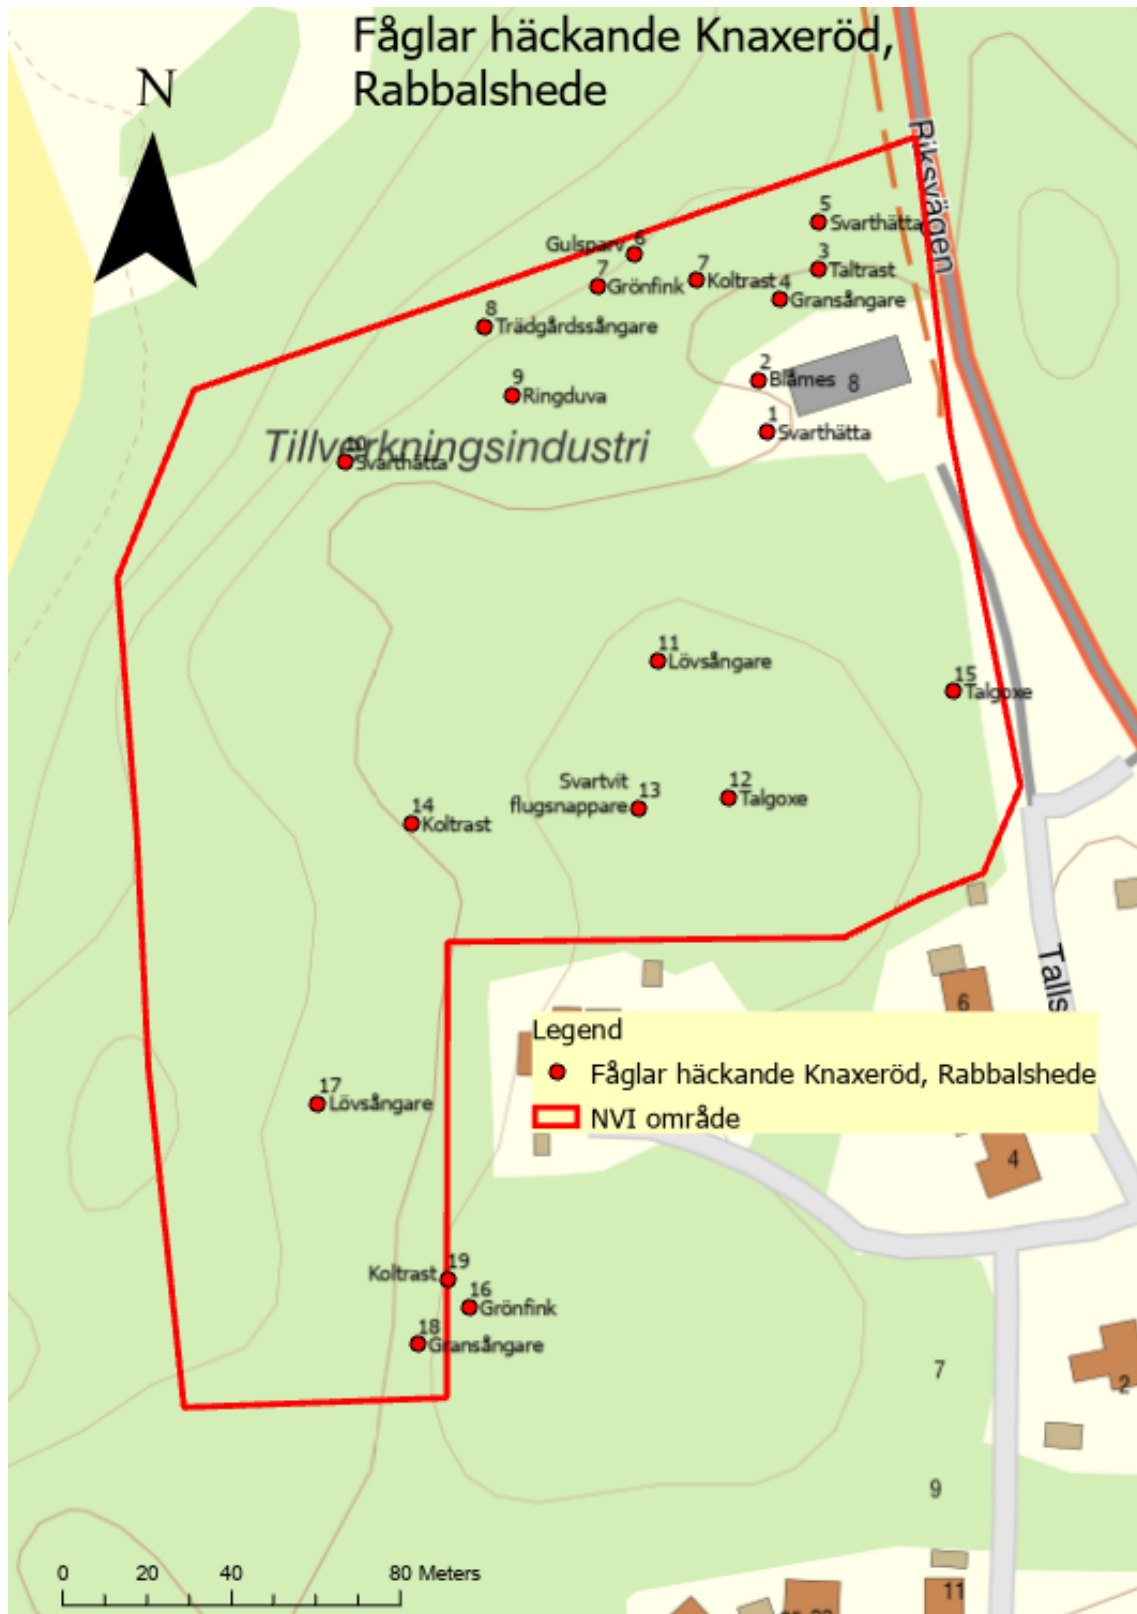 Fåglar häckande Knaxeröd,
Rabbalshede
N
Riksvägen
5
Svarthätta
6
Gulsparv
3
Taltrast
7
Grönfink
7
Koltrast
4
Gransångare
8
Trädgårdssångare
2
Blåmes
8
9
Ringduva
1
Svarthätta
Tillverkningsindustri
10
Svarthätta
11
Lövsångare
15
Talgoxe
Svartvit
flugsnappare
13
12
Talgoxe
14
Koltrast
Talls
6
Legend
Fåglar häckande Knaxeröd, Rabbalshede
NVI område
17
Lövsångare
4
19
Koltrast
16
Grönfink
18
Gransångare
7
2
9
0 20 40 80 Meters
11